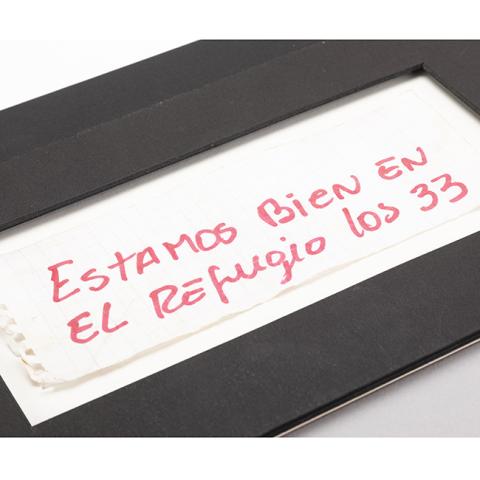 ESTAMOS BiEN EN
EL REfugio los 33